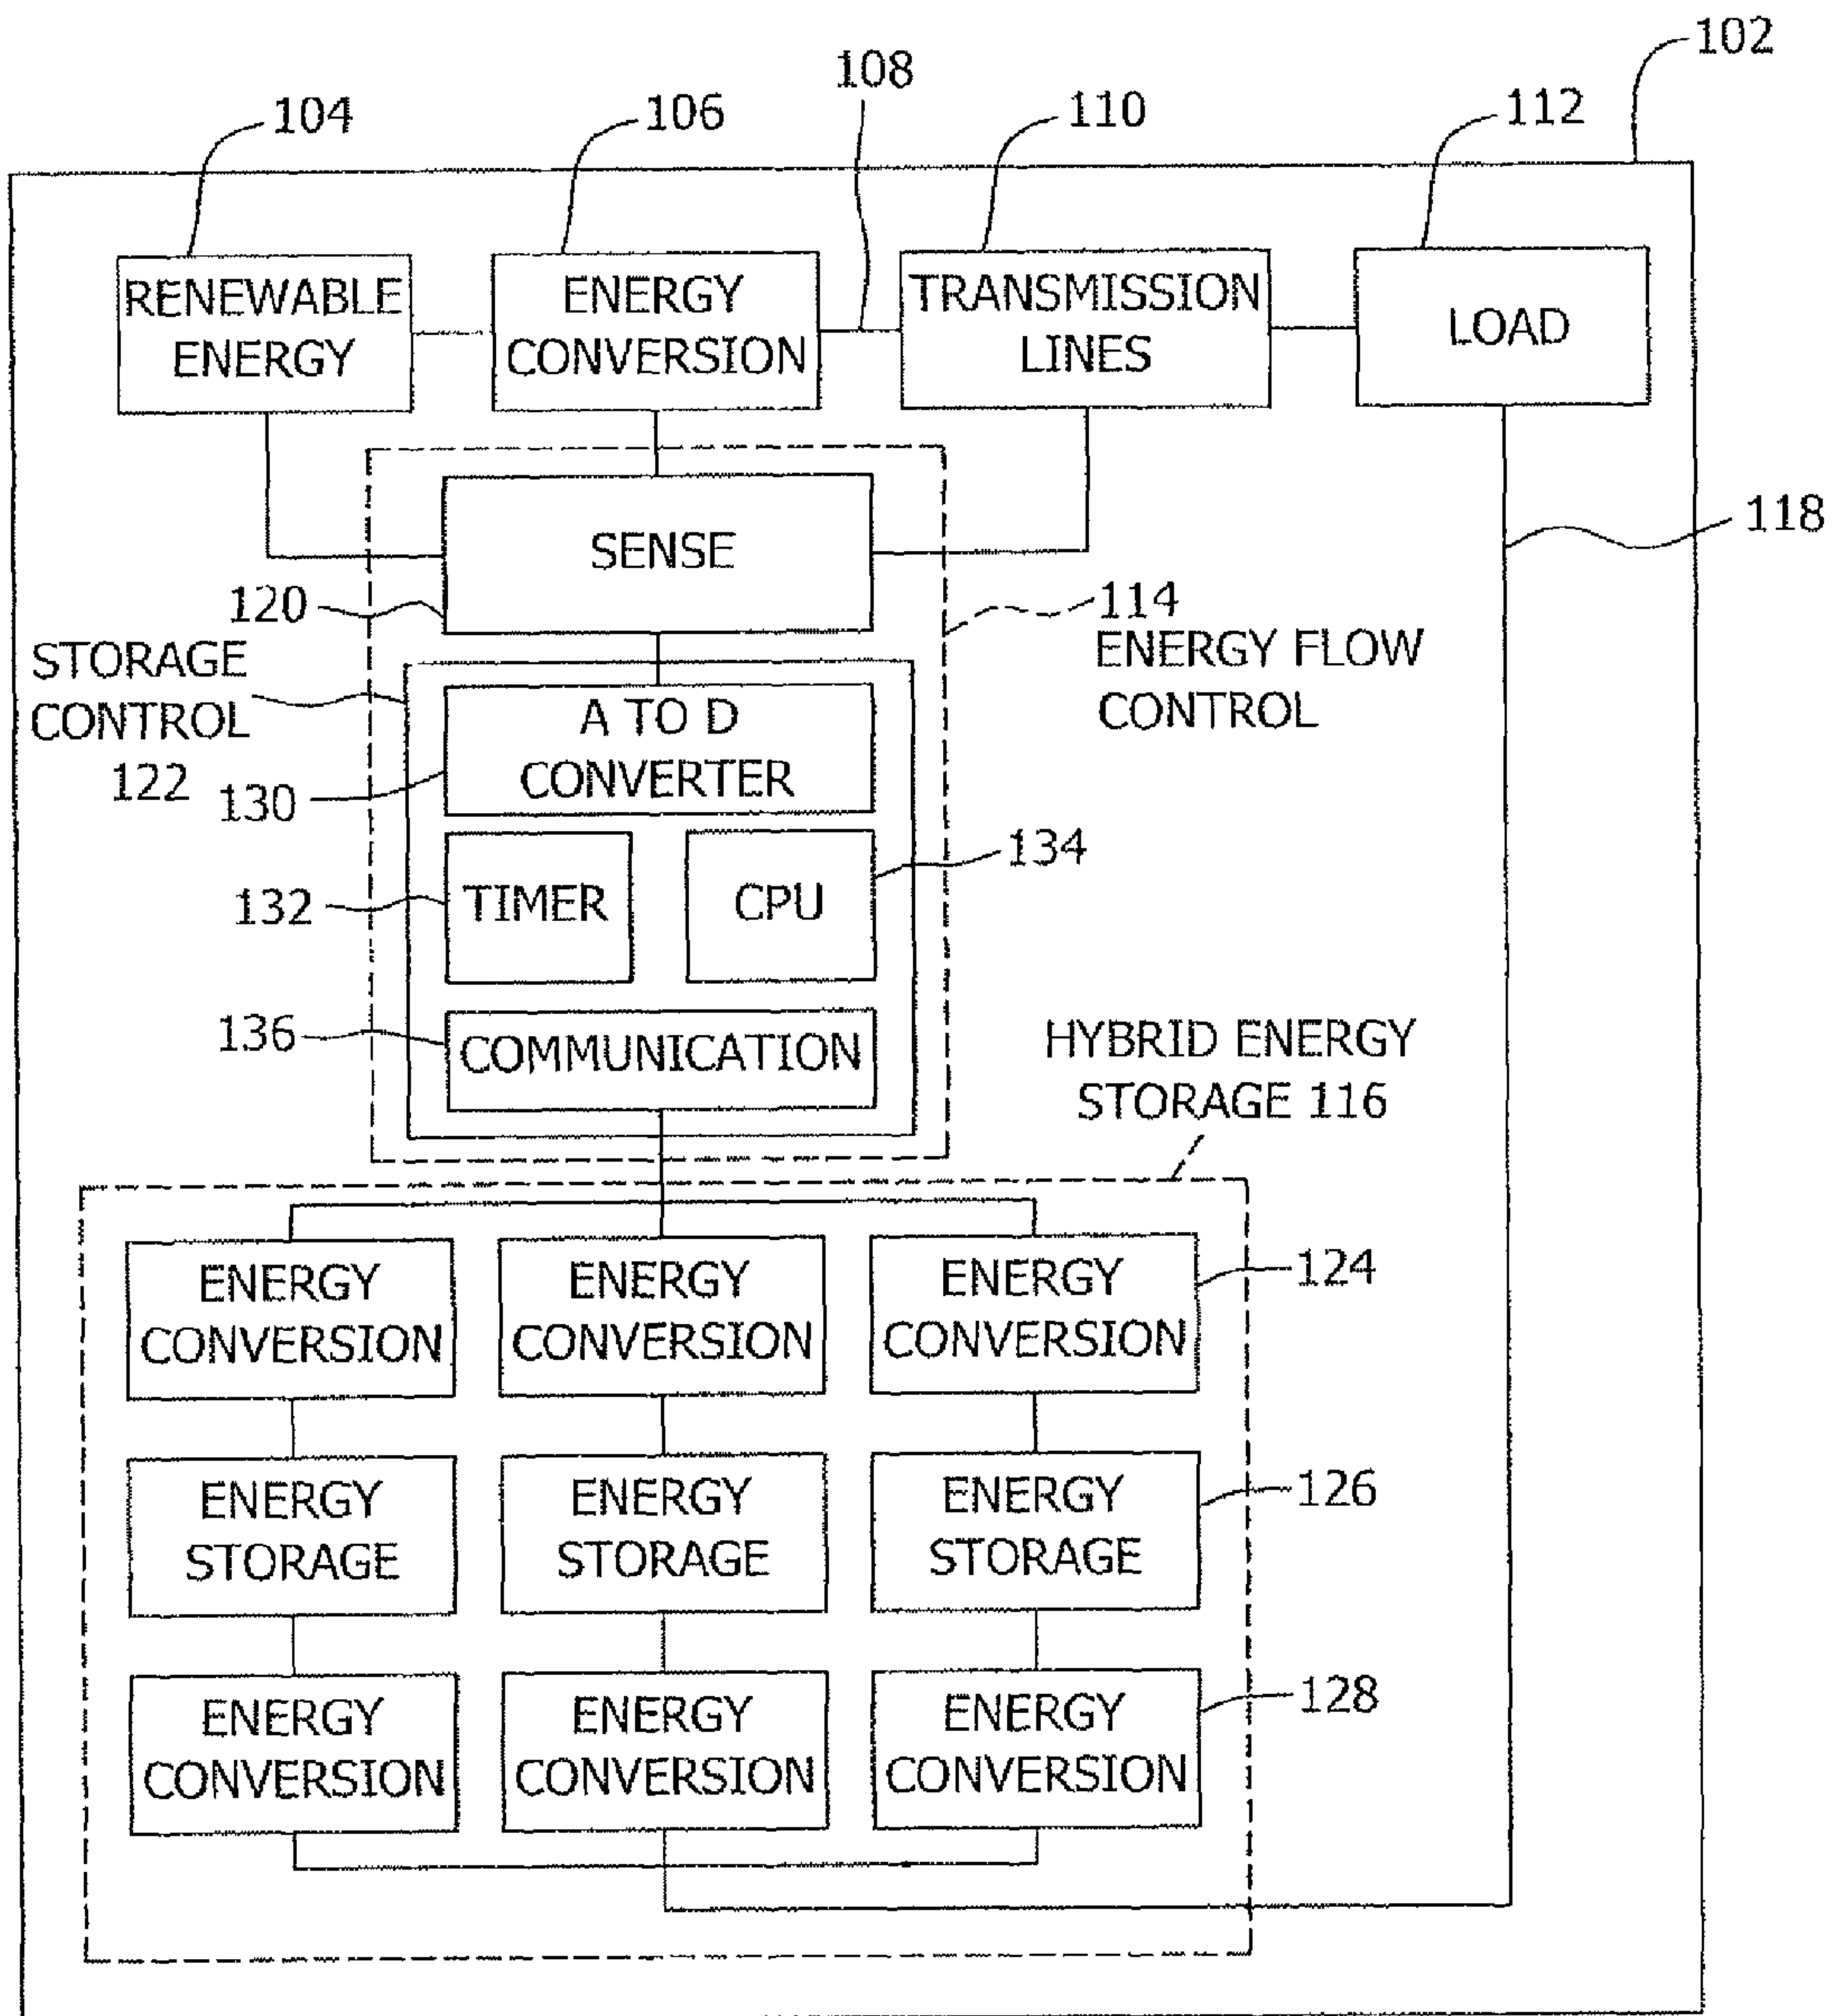 102
108
104
106
110
112
RENEWABLE
ENERGY
ENERGY
CONVERSION
TRANSMISSION
LINES
LOAD
118
SENSE
120
114
ENERGY FLOW
CONTROL
STORAGE
CONTROL
122
A TO D
CONVERTER
130
134
132
TIMER
CPU
136
COMMUNICATION
HYBRID ENERGY
STORAGE 116
ENERGY
CONVERSION
ENERGY
CONVERSION
ENERGY
CONVERSION
124
ENERGY
STORAGE
ENERGY
STORAGE
ENERGY
STORAGE
126
ENERGY
CONVERSION
ENERGY
CONVERSION
ENERGY
CONVERSION
128